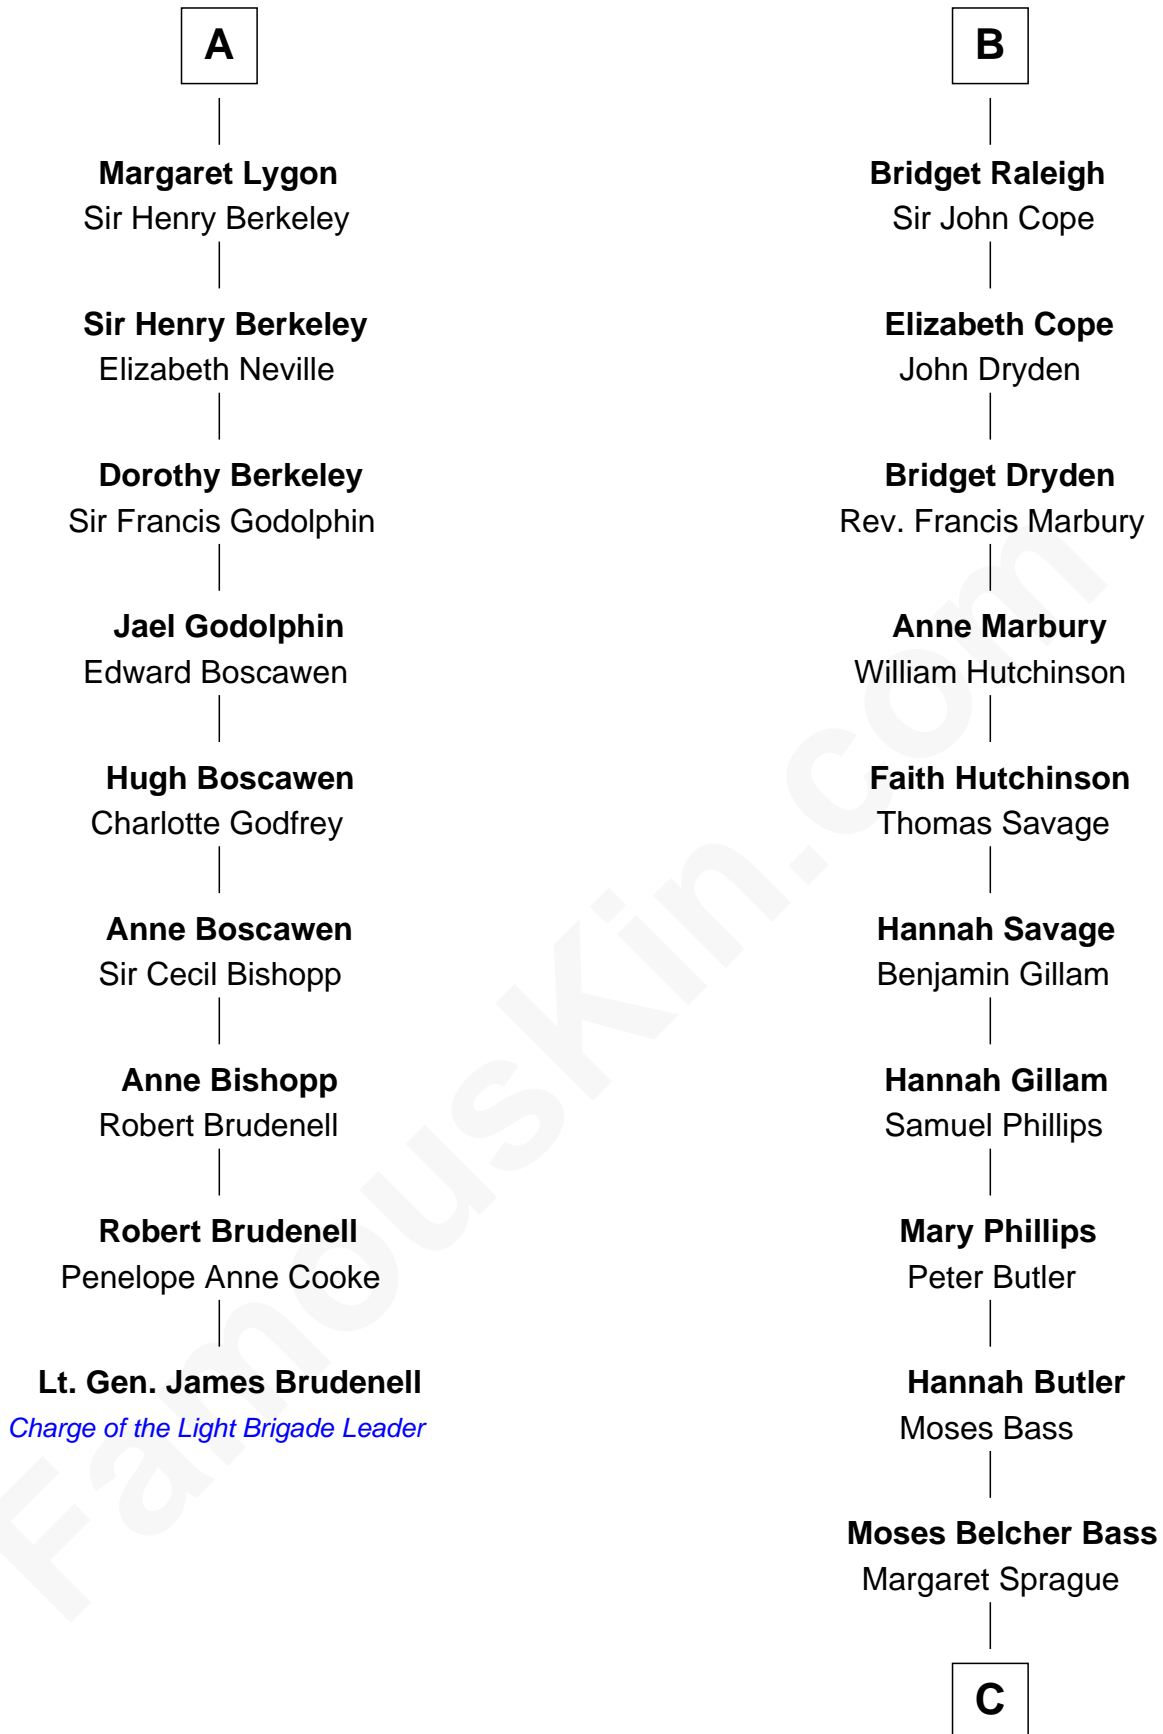 A
Margaret Lygon
Sir Henry Berkeley
Sir Henry Berkeley
Elizabeth Neville
Dorothy Berkeley
Sir Francis Godolphin
Jael Godolphin
Edward Boscawen
Hugh Boscawen
Charlotte Godfrey
Anne Boscawen
Sir Cecil Bishopp
Anne Bishopp
Robert Brudenell
Robert Brudenell
Penelope Anne Cooke
Lt. Gen. James Brudenell
Charge of the Light Brigade Leader
B
Bridget Raleigh
Sir John Cope
Elizabeth Cope
John Dryden
Bridget Dryden
Rev. Francis Marbury
Anne Marbury
William Hutchinson
Faith Hutchinson
Thomas Savage
Hannah Savage
Benjamin Gillam
Hannah Gillam
Samuel Phillips
Mary Phillips
Peter Butler
Hannah Butler
Moses Bass
Moses Belcher Bass
Margaret Sprague
C
FamousKin.com